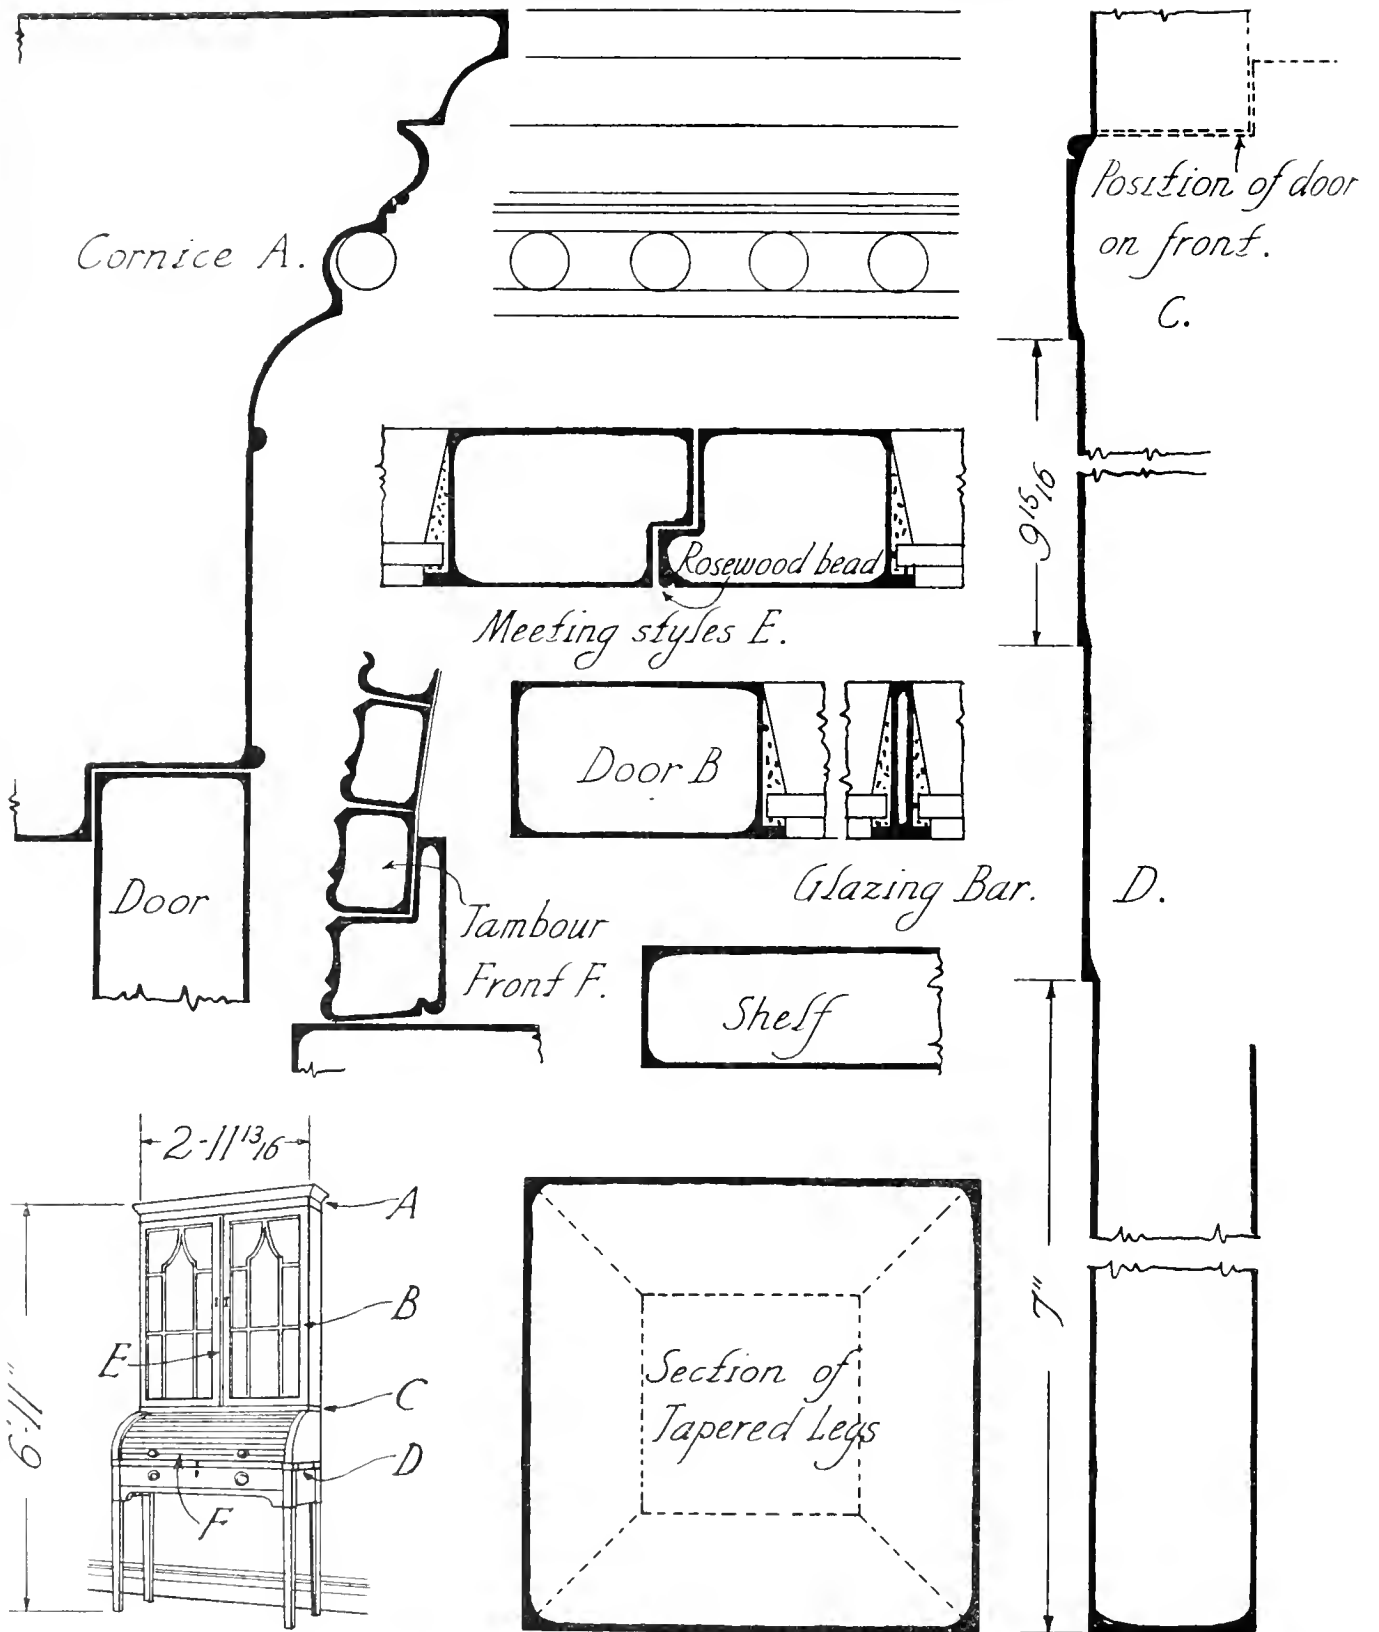 Cornice A.
Position of door
on front.
C.
9 15/16
Rosewood bead
Meeting styles E.
Door B
Door
Tambour
Front F.
Glazing Bar.
D.
Shelf
2-11 13/16
A
B
E
C
D
F
6'-11"
7"
Section of
Tapered Legs